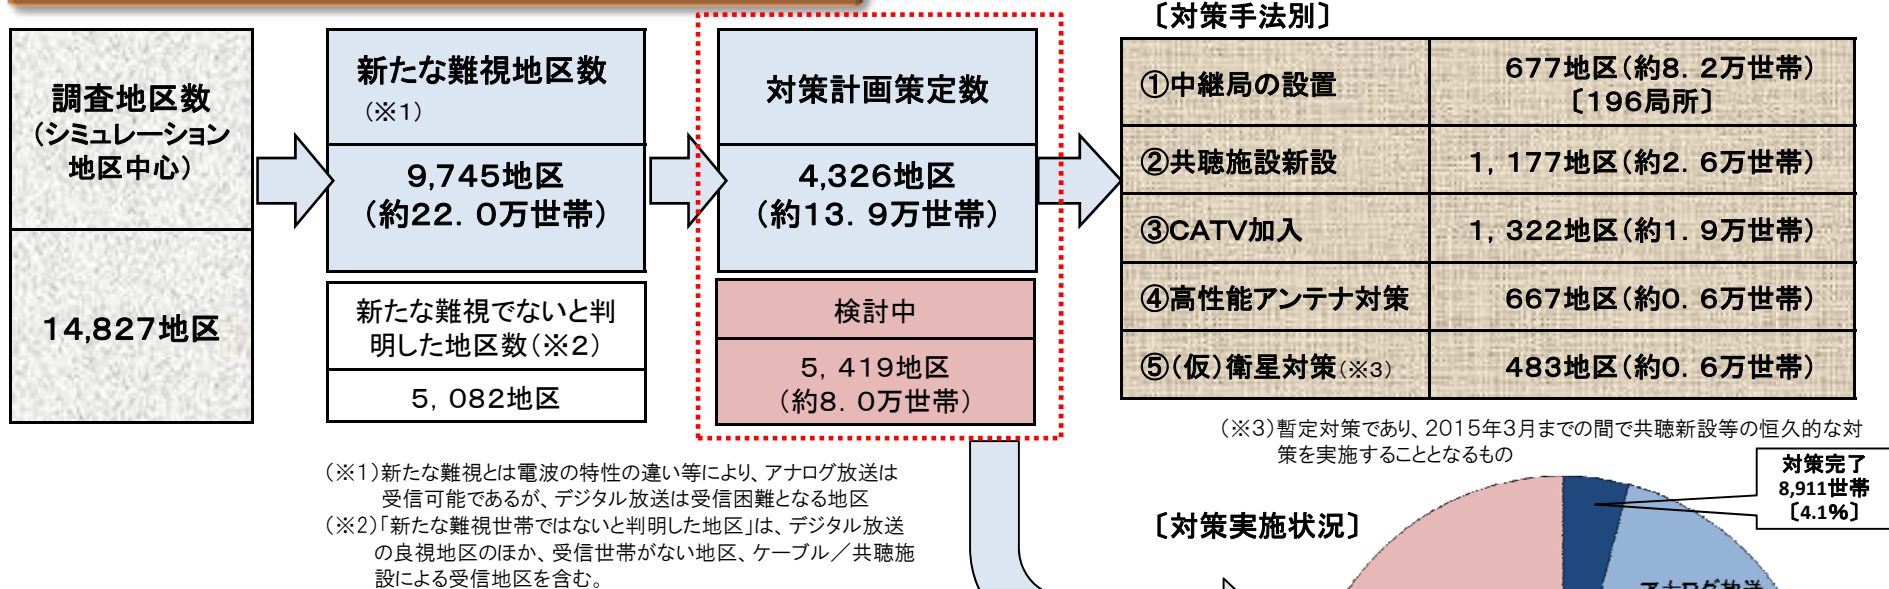 調査地区数
（シミュレーション
地区中心）
14,827地区
新たな難視地区数
（※1）
9,745地区
（約22．0万世帯）
新たな難視でないと判
明した地区数（※2）
5，082地区
対策計画策定数
4,326地区
（約13．9万世帯）
検討中
5，419地区
（約8．0万世帯）
〔対策手法別〕
①中継局の設置
677地区（約8．2万世帯）
〔196局所〕
②共聴施設新設
1，177地区（約2．6万世帯）
③CATV加入
1，322地区（約1．9万世帯）
④高性能アンテナ対策
667地区（約0．6万世帯）
⑤（仮）衛星対策（※3）
483地区（約0．6万世帯）
（※3）暫定対策であり、2015年3月までの間で共聴新設等の恒久的な対
策を実施することとなるもの
（※1）新たな難視とは電波の特性の違い等により、アナログ放送は
受信可能であるが、デジタル放送は受信困難となる地区
（※2）「新たな難視世帯ではないと判明した地区」は、デジタル放送
の良視地区のほか、受信世帯がない地区、ケーブル／共聴施
設による受信地区を含む。
〔対策実施状況〕
対策完了
8,911世帯
〔4.1%〕
アナログ放送